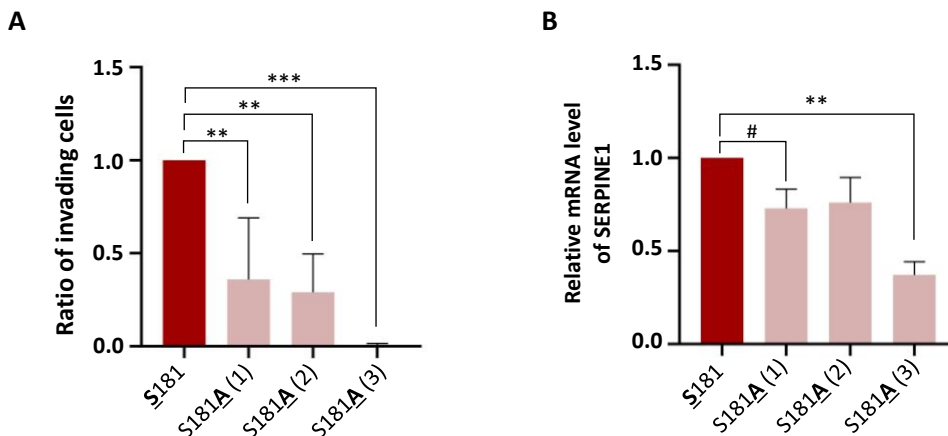 A
Ratio of invading cells
1.5
1.0
0.5
0.0
***
**
**
S181
S181A (1)
S181A (2)
S181A (3)
B
Relative mRNA level
of SERPINE1
1.5
1.0
0.5
0.0
**
#
S181
S181A (1)
S181A (2)
S181A (3)